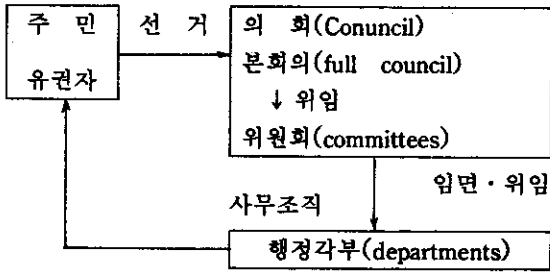 주 민
유권자
선 거
의 회(Conuncil)
본회의(full council)
↓ 위임
위원회(committees)
임면·위임
사무조직
행정각부(departments)